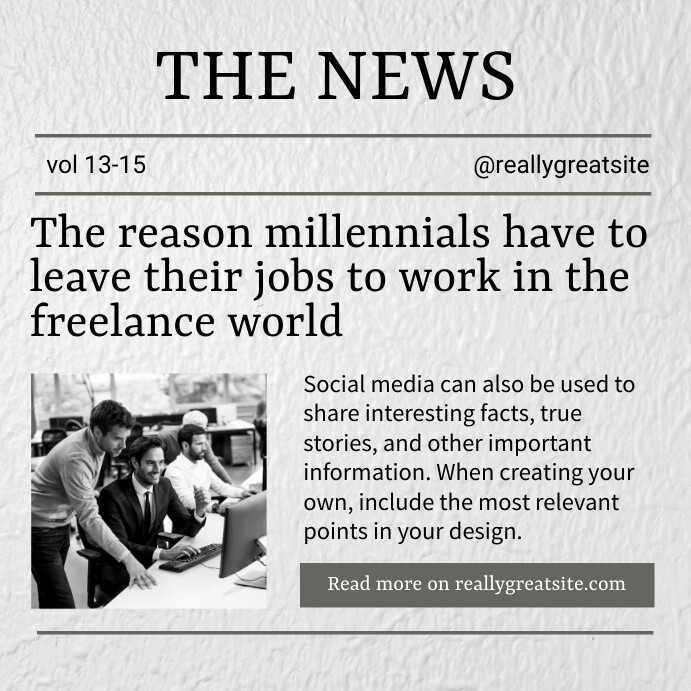 THE NEWS
vol 13-15
@reallygreatsite
The reason millennials have to
leave their jobs to work in the
freelance world
Social media can also be used to
share interesting facts, true
stories, and other important
information. When creating your
own, include the most relevant
points in your design.
Read more on reallygreatsite.com